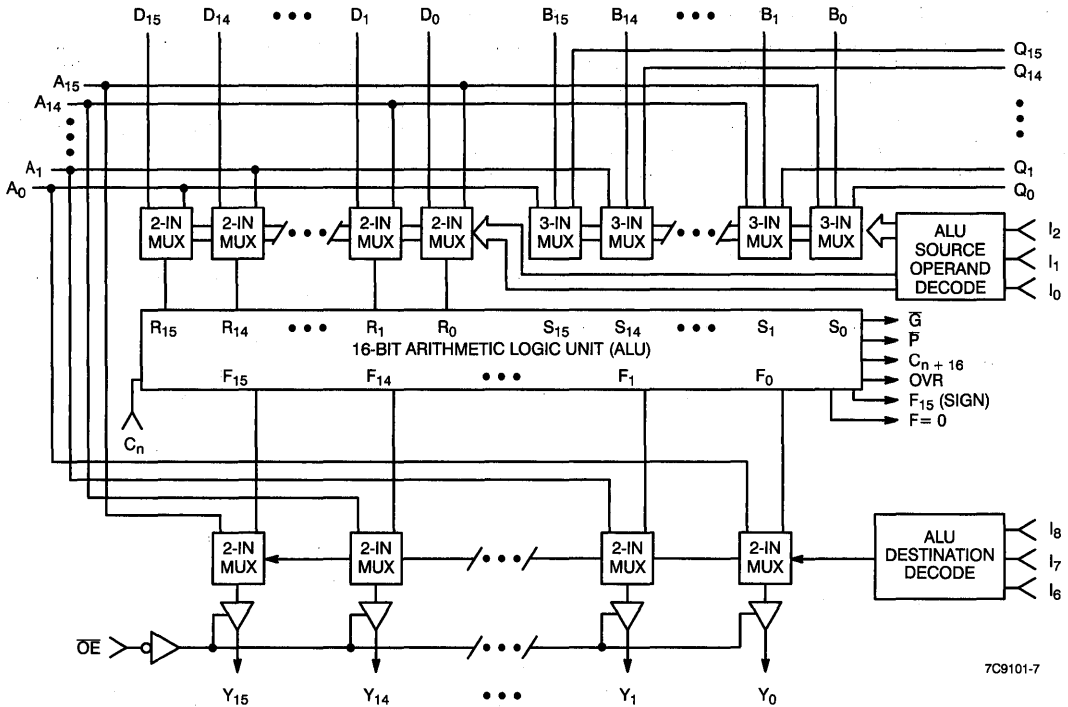 D15 D14 ••• D1 D0 B15 B14 ••• B1 B0
Q15
Q14
A15
A14
A1
A0
Q1
Q0
2-IN MUX 2-IN MUX ••• 2-IN MUX 2-IN MUX 3-IN MUX 3-IN MUX ••• 3-IN MUX 3-IN MUX
ALU
SOURCE
OPERAND
DECODE
I2
I1
I0
R15 R14 ••• R1 R0 S15 S14 ••• S1 S0
16-BIT ARITHMETIC LOGIC UNIT (ALU)
F15 F14 ••• F1 F0
G̅
P̅
Cn + 16
OVR
F15 (SIGN)
F= 0
Cn
2-IN MUX 2-IN MUX ••• 2-IN MUX 2-IN MUX
ALU
DESTINATION
DECODE
I8
I7
I6
O̅E̅
Y15 Y14 ••• Y1 Y0
7C9101-7